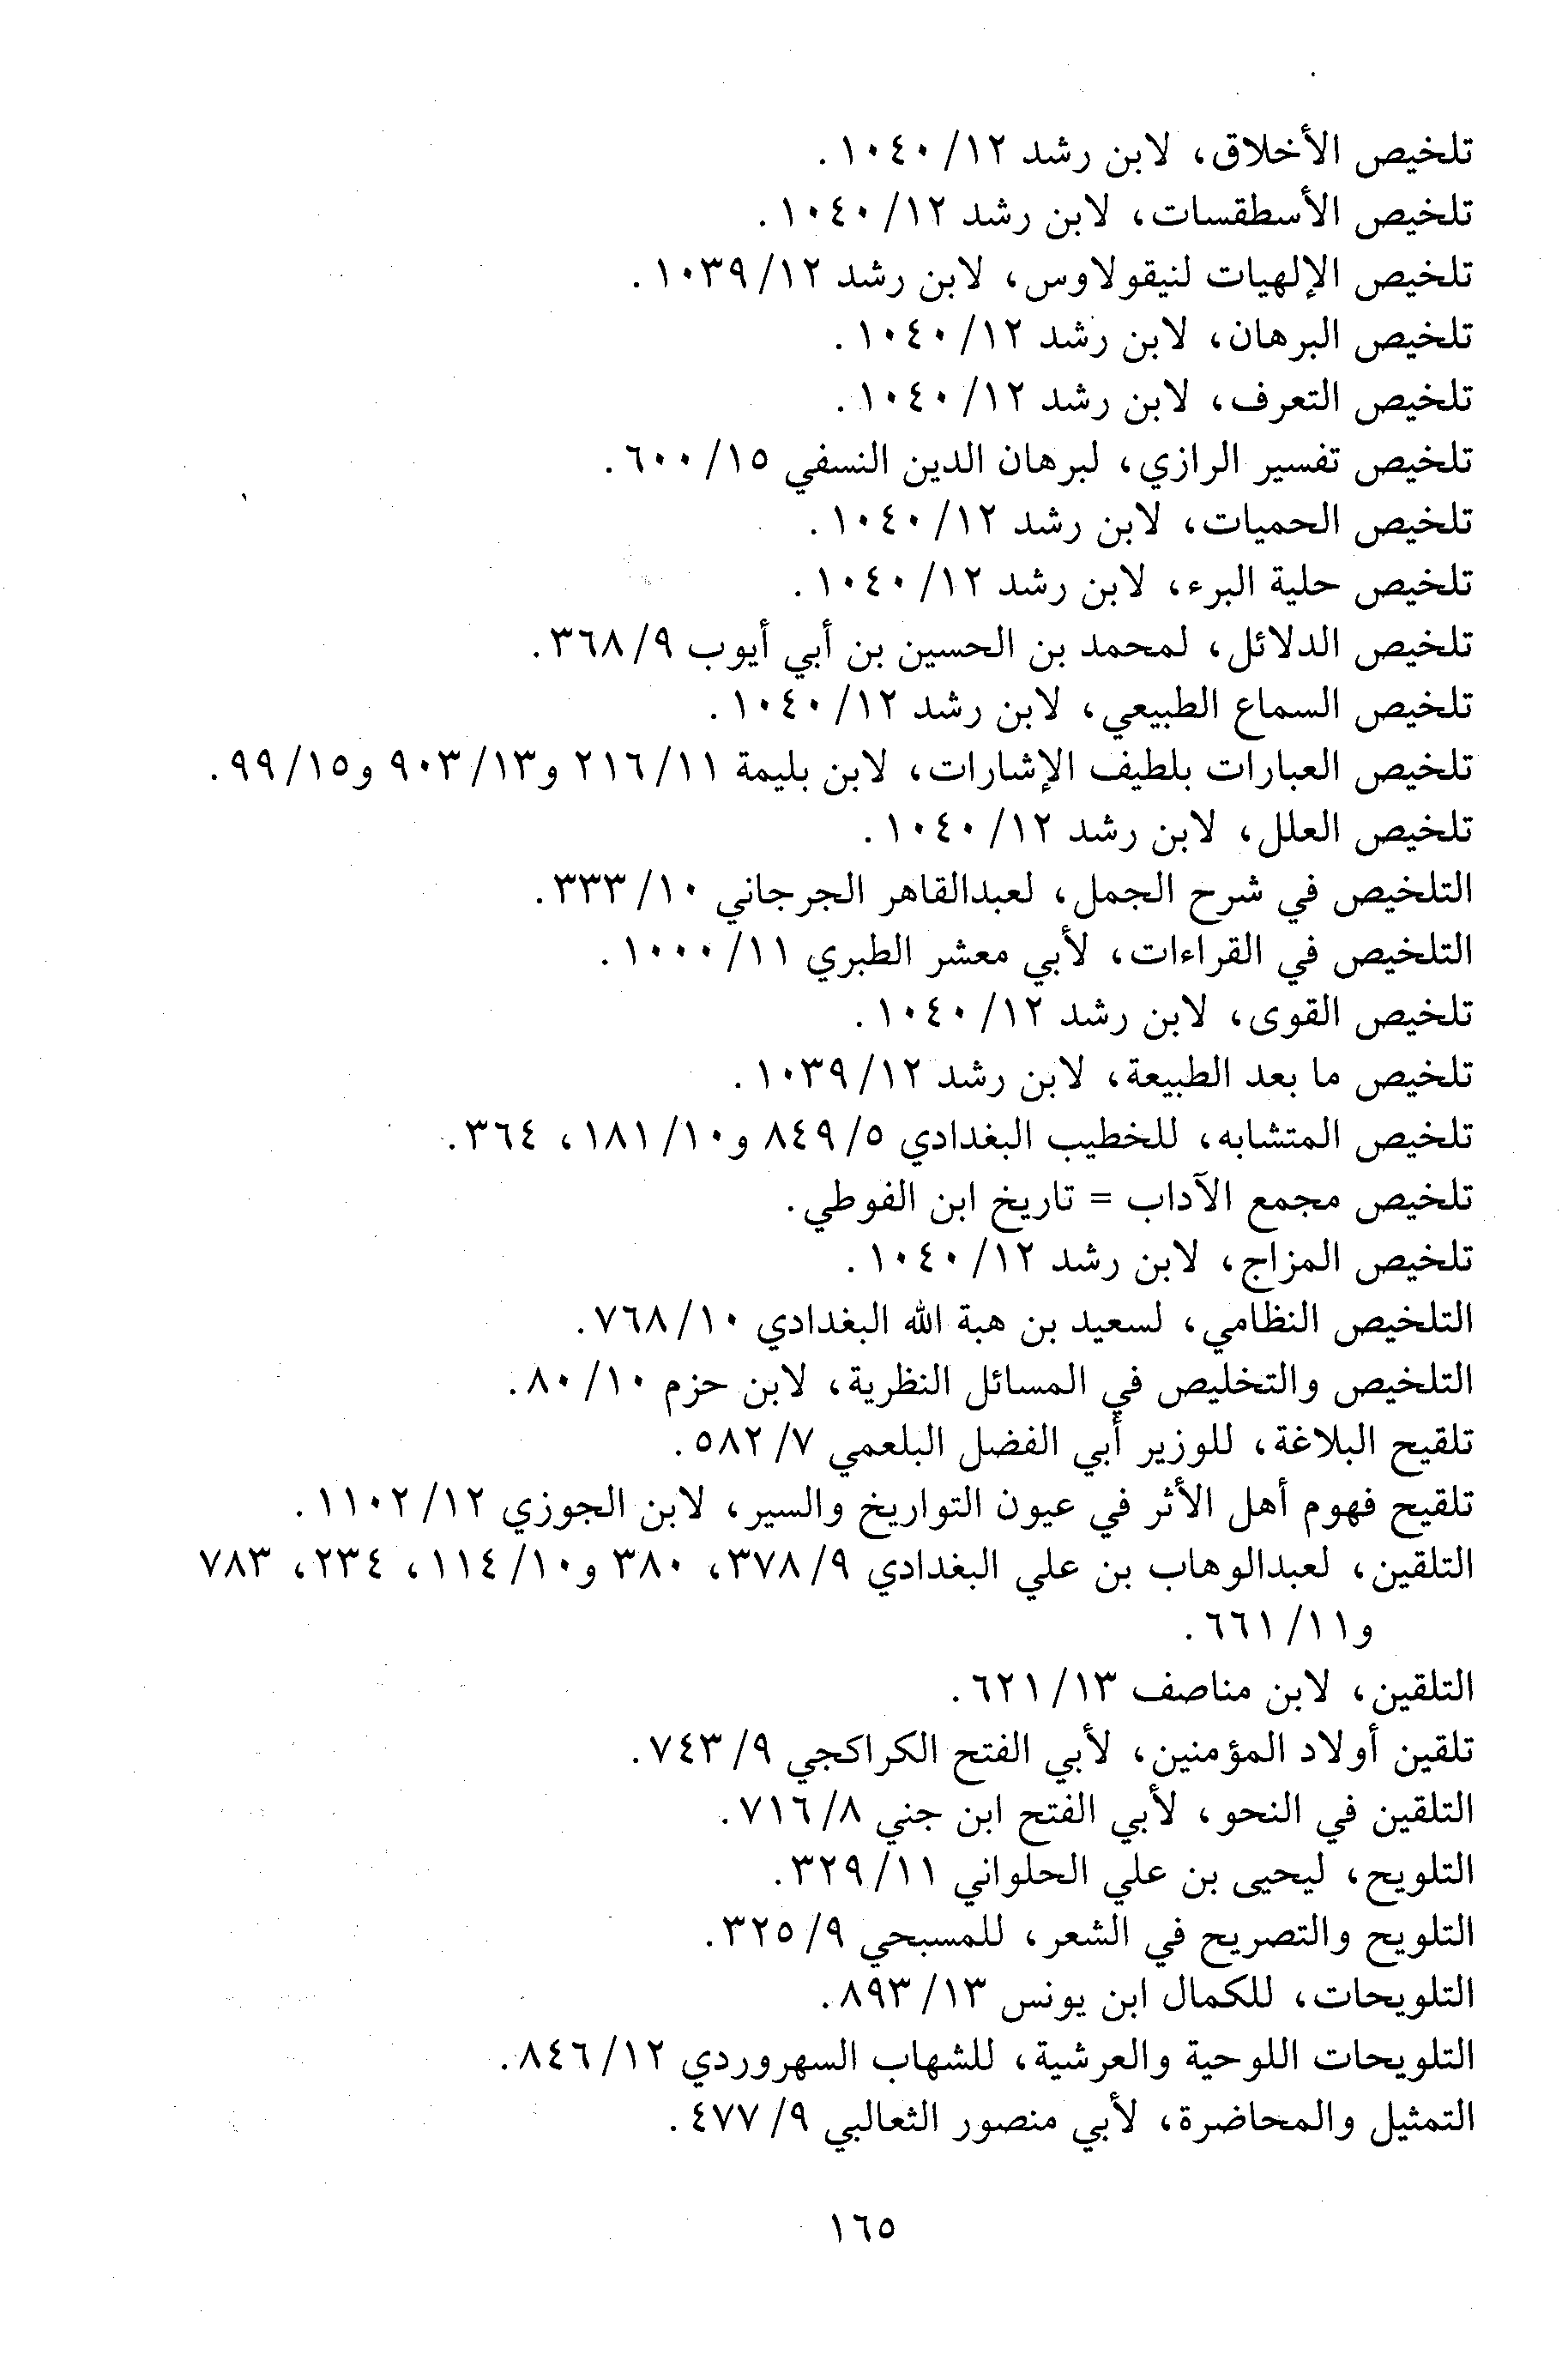 تلخيص الأخلاق، لابن رشد ١٠٤٠/١٢.
تلخيص الأسطقسات، لابن رشد ١٠٤٠/١٢.
تلخيص الإلهيات لنيقولاوس، لابن رشد ١٠٣٩/١٢.
تلخيص البرهان، لابن رشد ١٠٤٠/١٢.
تلخيص التعرف، لابن رشد ١٠٤٠/١٢.
تلخيص تفسير الرازي، لبرهان الدين النسفي ٦٠٠/١٥.
تلخيص الحميات، لابن رشد ١٠٤٠/١٢.
تلخيص حلية البرء، لابن رشد ١٠٤٠/١٢.
تلخيص الدلائل، لمحمد بن الحسين بن أبي أيوب ٣٦٨/٩.
تلخيص السماع الطبيعي، لابن رشد ١٠٤٠/١٢.
تلخيص العبارات بلطيف الإشارات، لابن بليمة ٢١٦/١١ و٩٠٣/١٣ و٩٩/١٥.
تلخيص العلل، لابن رشد ١٠٤٠/١٢.
التلخيص في شرح الجمل، لعبدالقاهر الجرجاني ٣٣٣/١٠.
التلخيص في القراءات، لأبي معشر الطبري ١٠٠٠/١١.
تلخيص القوى، لابن رشد ١٠٤٠/١٢.
تلخيص ما بعد الطبيعة، لابن رشد ١٠٣٩/١٢.
تلخيص المتشابه، للخطيب البغدادي ٨٤٩/٥ و١٨١/١٠، ٣٦٤.
تلخيص مجمع الآداب = تاريخ ابن الفوطي.
تلخيص المزاج، لابن رشد ١٠٤٠/١٢.
التلخيص النظامي، لسعيد بن هبة الله البغدادي ٧٦٨/١٠.
التلخيص والتخليص في المسائل النظرية، لابن حزم ٨٠/١٠.
تلقيح البلاغة، للوزير أبي الفضل البلعمي ٥٨٢/٧.
تلقيح فهوم أهل الأثر في عيون التواريخ والسير، لابن الجوزي ١١٠٢/١٢.
التلقين، لعبدالوهاب بن علي البغدادي ٣٧٨/٩، ٣٨٠ و١١٤/١٠، ٢٣٤، ٧٨٣
و٦٦١/١١.
التلقين، لابن مناصف ٦٢١/١٣.
تلقين أولاد المؤمنين، لأبي الفتح الكراكجي ٧٤٣/٩.
التلقين في النحو، لأبي الفتح ابن جني ٧١٦/٨.
التلويح، ليحيى بن علي الحلواني ٣٢٩/١١.
التلويح والتصريح في الشعر، للمسبحي ٣٢٥/٩.
التلويحات، للكمال ابن يونس ٨٩٣/١٣.
التلويحات اللوحية والعرشية، للشهاب السهروردي ٨٤٦/١٢.
التمثيل والمحاضرة، لأبي منصور الثعالبي ٤٧٧/٩.
١٦٥